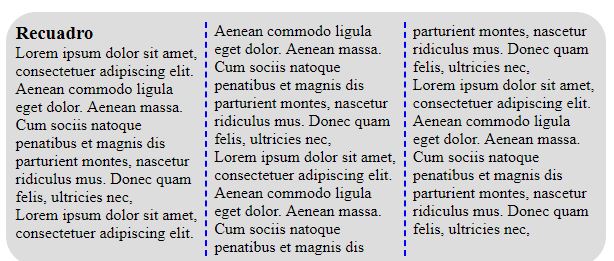 Recuadro
Lorem ipsum dolor sit amet,
consectetuer adipiscing elit.
Aenean commodo ligula
eget dolor. Aenean massa.
Cum sociis natoque
penatibus et magnis dis
parturient montes, nascetur
ridiculus mus. Donec quam
felis, ultricies nec,
Lorem ipsum dolor sit amet,
consectetuer adipiscing elit.
Aenean commodo ligula
eget dolor. Aenean massa.
Cum sociis natoque
penatibus et magnis dis
parturient montes, nascetur
ridiculus mus. Donec quam
felis, ultricies nec,
Lorem ipsum dolor sit amet,
consectetuer adipiscing elit.
Aenean commodo ligula
eget dolor. Aenean massa.
Cum sociis natoque
penatibus et magnis dis
parturient montes, nascetur
ridiculus mus. Donec quam
felis, ultricies nec,
Lorem ipsum dolor sit amet,
consectetuer adipiscing elit.
Aenean commodo ligula
eget dolor. Aenean massa.
Cum sociis natoque
penatibus et magnis dis
parturient montes, nascetur
ridiculus mus. Donec quam
felis, ultricies nec,